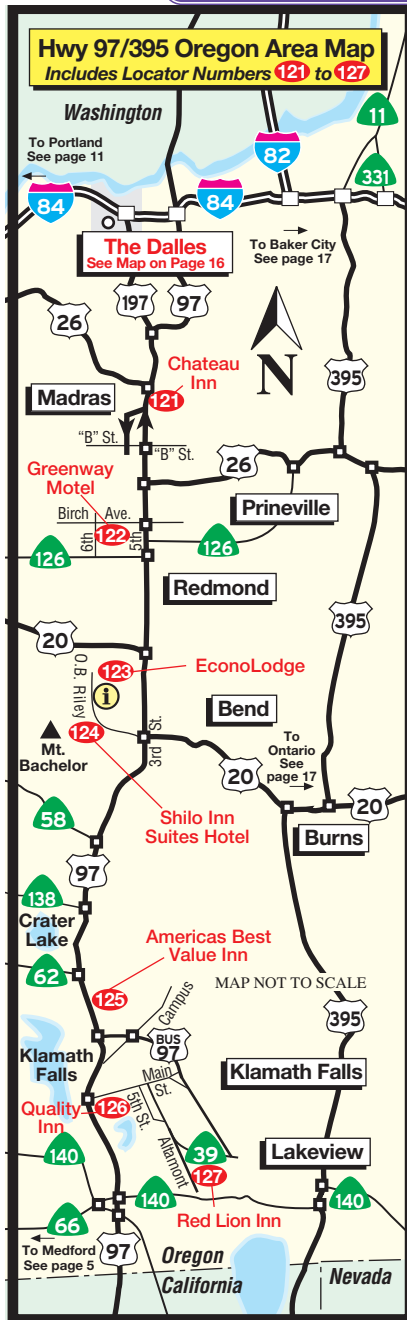 Hwy 97/395 Oregon Area Map
Includes Locator Numbers 121 to 127
Washington
11
To Portland
See page 11
82
331
84
84
The Dalles
See Map on Page 16
To Baker City
See page 17
197
97
26
N
395
Chateau
Inn
121
Madras
"B" St.
"B" St.
Greenway
Motel
26
Prineville
Birch Ave.
122
6th
5th
126
126
Redmond
395
20
O.B. Riley
123
EconoLodge
i
Bend
124
Mt.
Bachelor
3rd St.
To
Ontario
See
page 17
20
20
Shilo Inn
Suites Hotel
58
Burns
97
138
Crater
Lake
Americas Best
Value Inn
62
MAP NOT TO SCALE
125
Campus
395
BUS
97
Klamath
Falls
Klamath Falls
Main
St.
Quality
Inn
126
5th St.
Altamont
39
Lakeview
140
127
140
140
Red Lion Inn
66
To Medford
See page 5
97
Oregon
California
Nevada